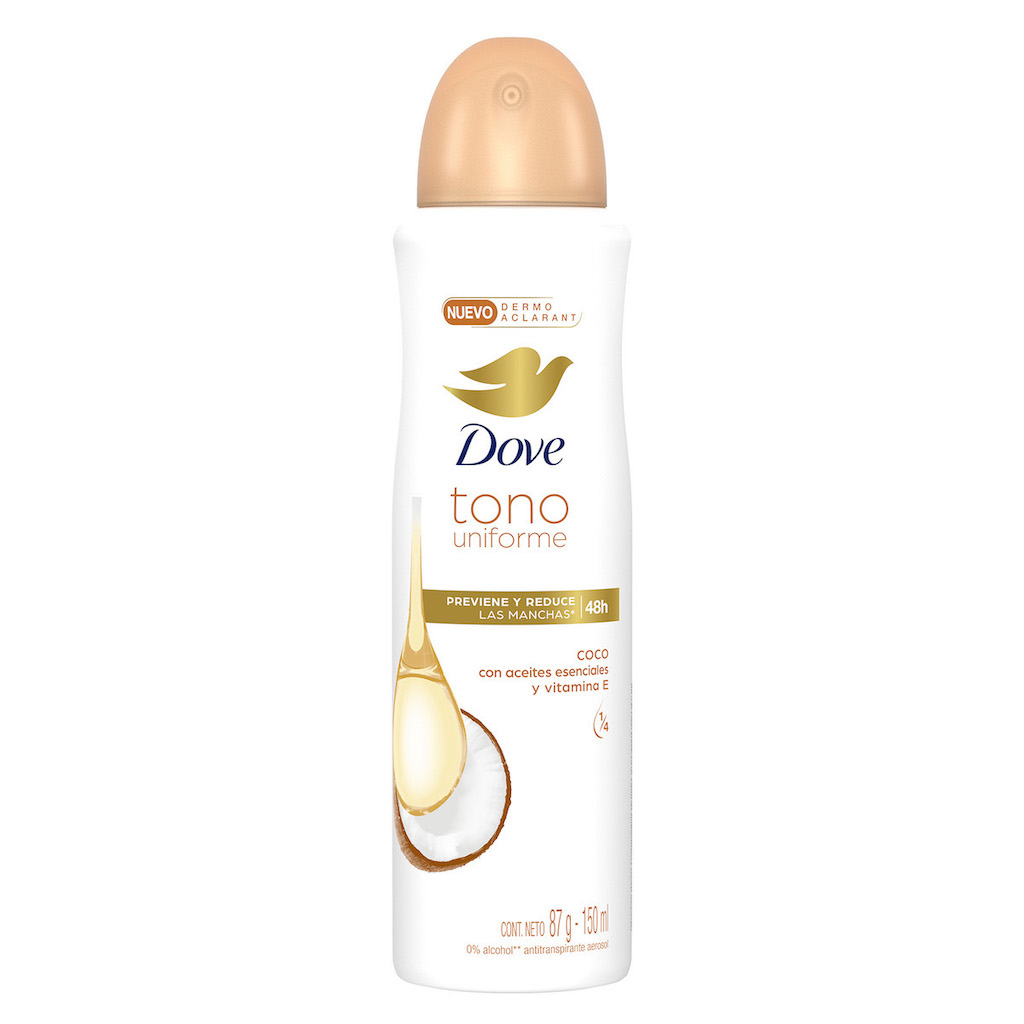 NUEVO
DERMO
ACLARANT
Dove
tono
uniforme
PREVIENE Y REDUCE
LAS MANCHAS*
48h
COCO
con aceites esenciales
y vitamina E
1/4
CONT. NETO 87 g - 150 ml
0% alcohol** antitranspirante aerosol